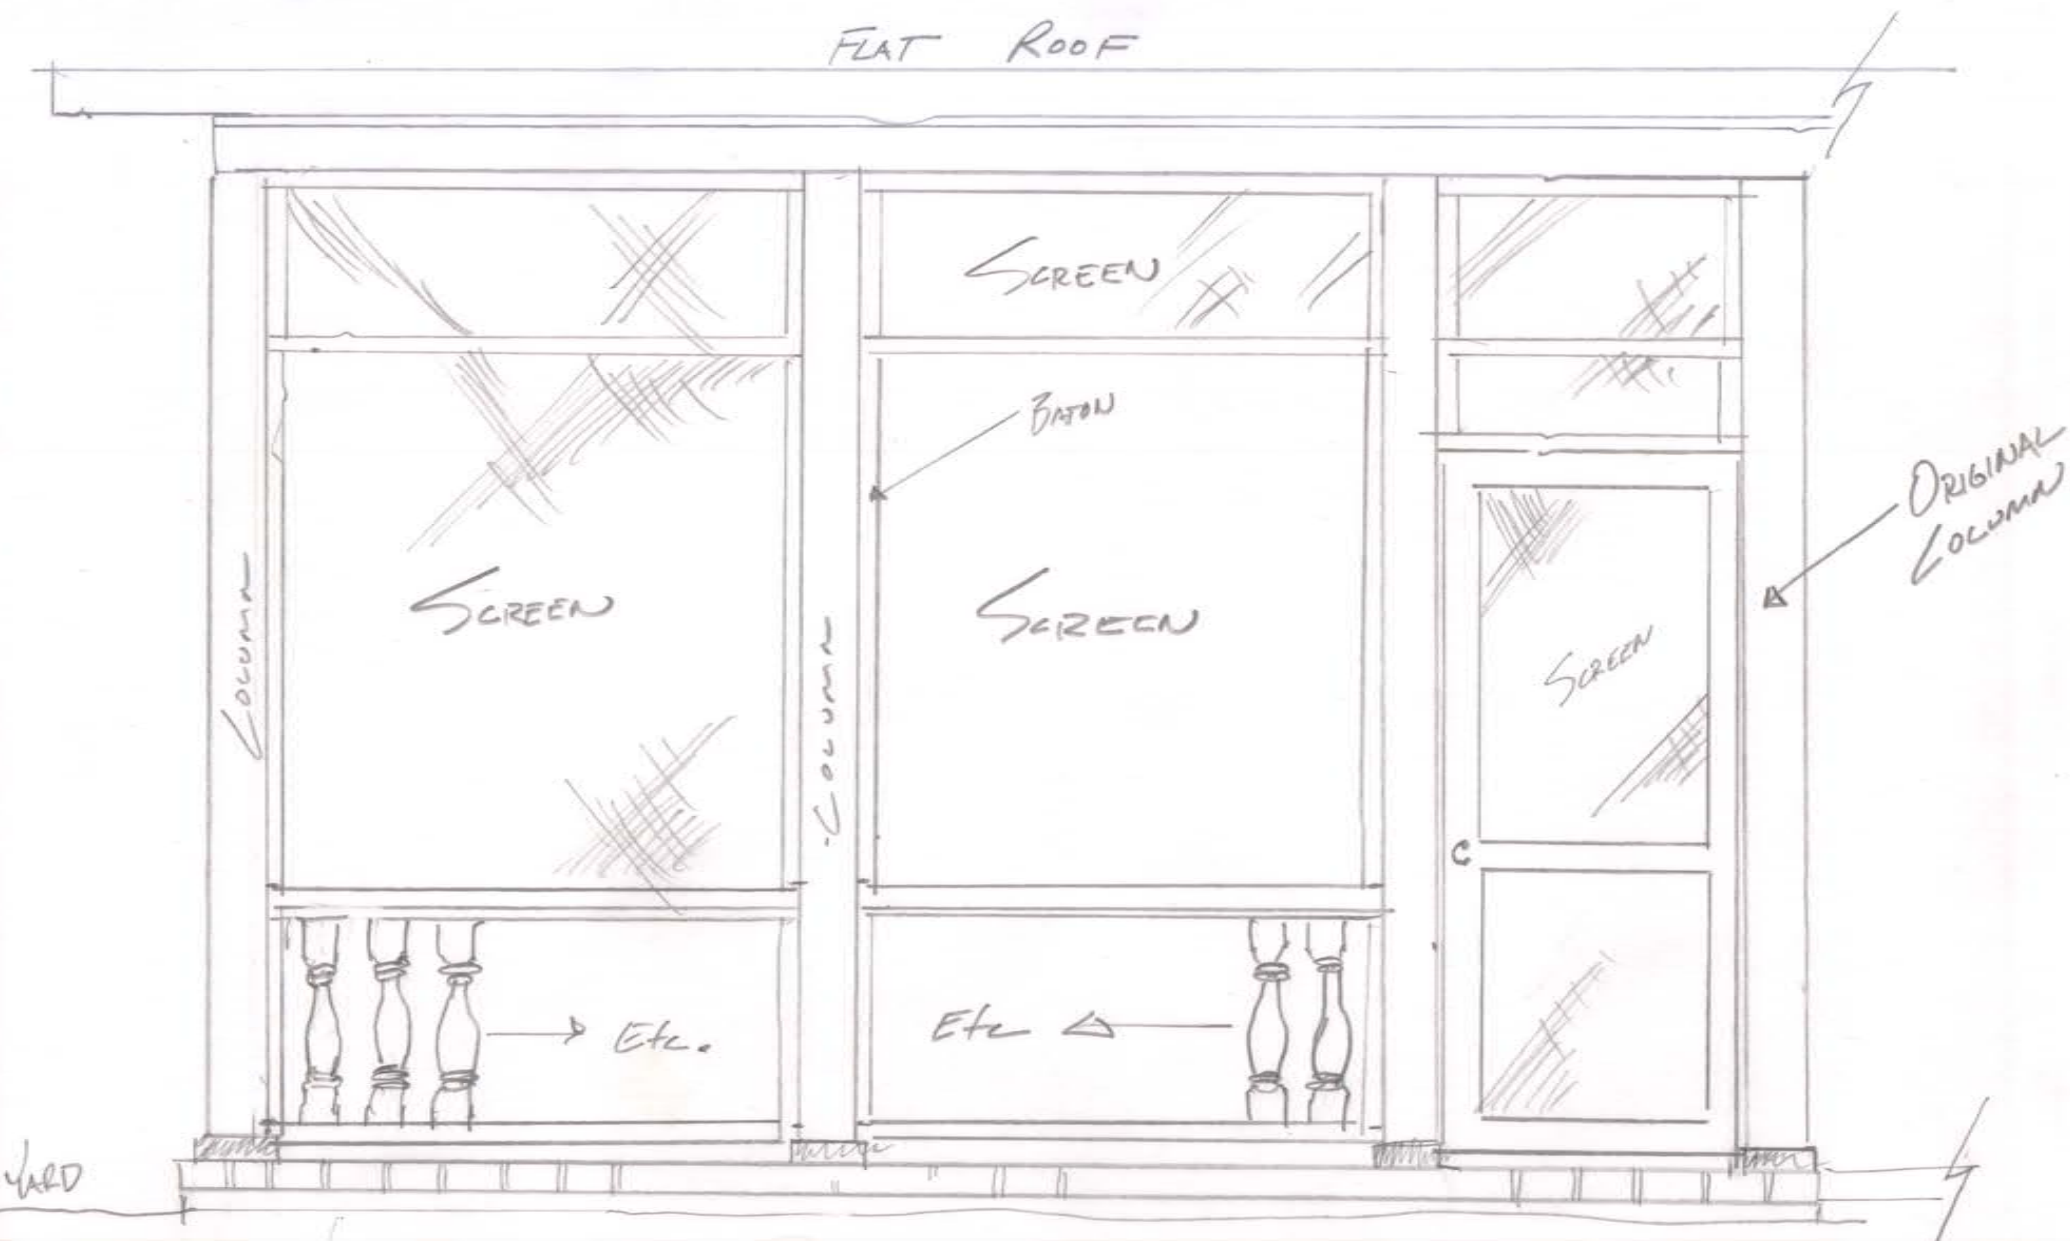 FLAT ROOF
SCREEN
BATON
ORIGINAL
COLUMN
COLUMN
SCREEN
COLUMN
SCREEN
SCREEN
Etc.
Etc
YARD